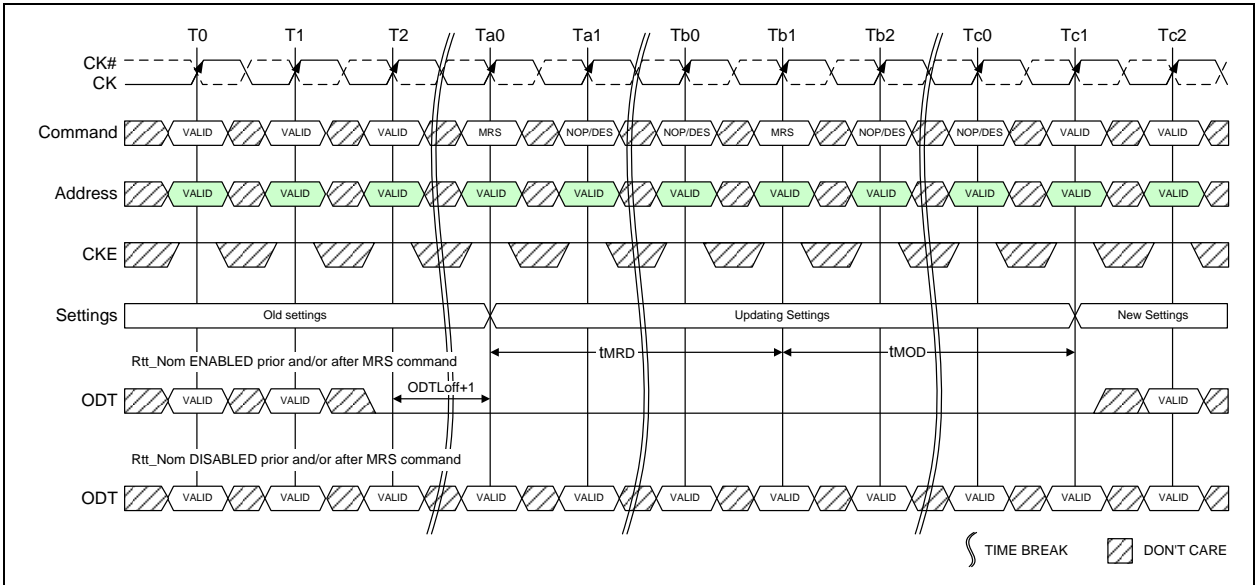 T0 T1 T2 Ta0 Ta1 Tb0 Tb1 Tb2 Tc0 Tc1 Tc2
CK#
CK
Command VALID VALID VALID MRS NOP/DES NOP/DES MRS NOP/DES NOP/DES VALID VALID
Address VALID VALID VALID VALID VALID VALID VALID VALID VALID VALID VALID
CKE
Settings Old settings Updating Settings New Settings
tMRD tMOD
Rtt_Nom ENABLED prior and/or after MRS command
ODTLoff+1
ODT VALID VALID VALID
Rtt_Nom DISABLED prior and/or after MRS command
ODT VALID VALID VALID VALID VALID VALID VALID VALID VALID VALID VALID
TIME BREAK DON'T CARE